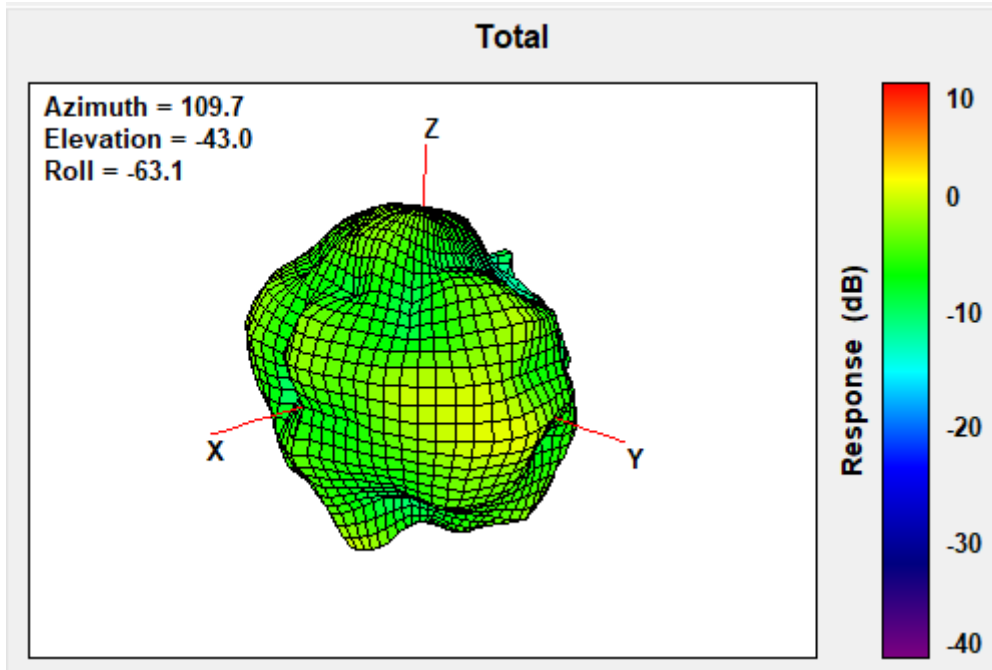 Total
Azimuth = 109.7
Elevation = -43.0
Roll = -63.1
Z
X
Y
10
0
-10
-20
-30
-40
Response (dB)